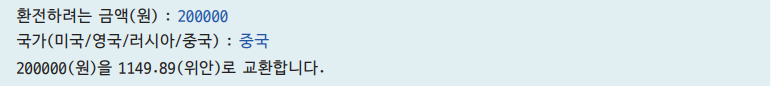 환전하려는 금액(원) : 200000
국가(미국/영국/러시아/중국) : 중국
200000(원)을 1149.89(위안)로 교환합니다.